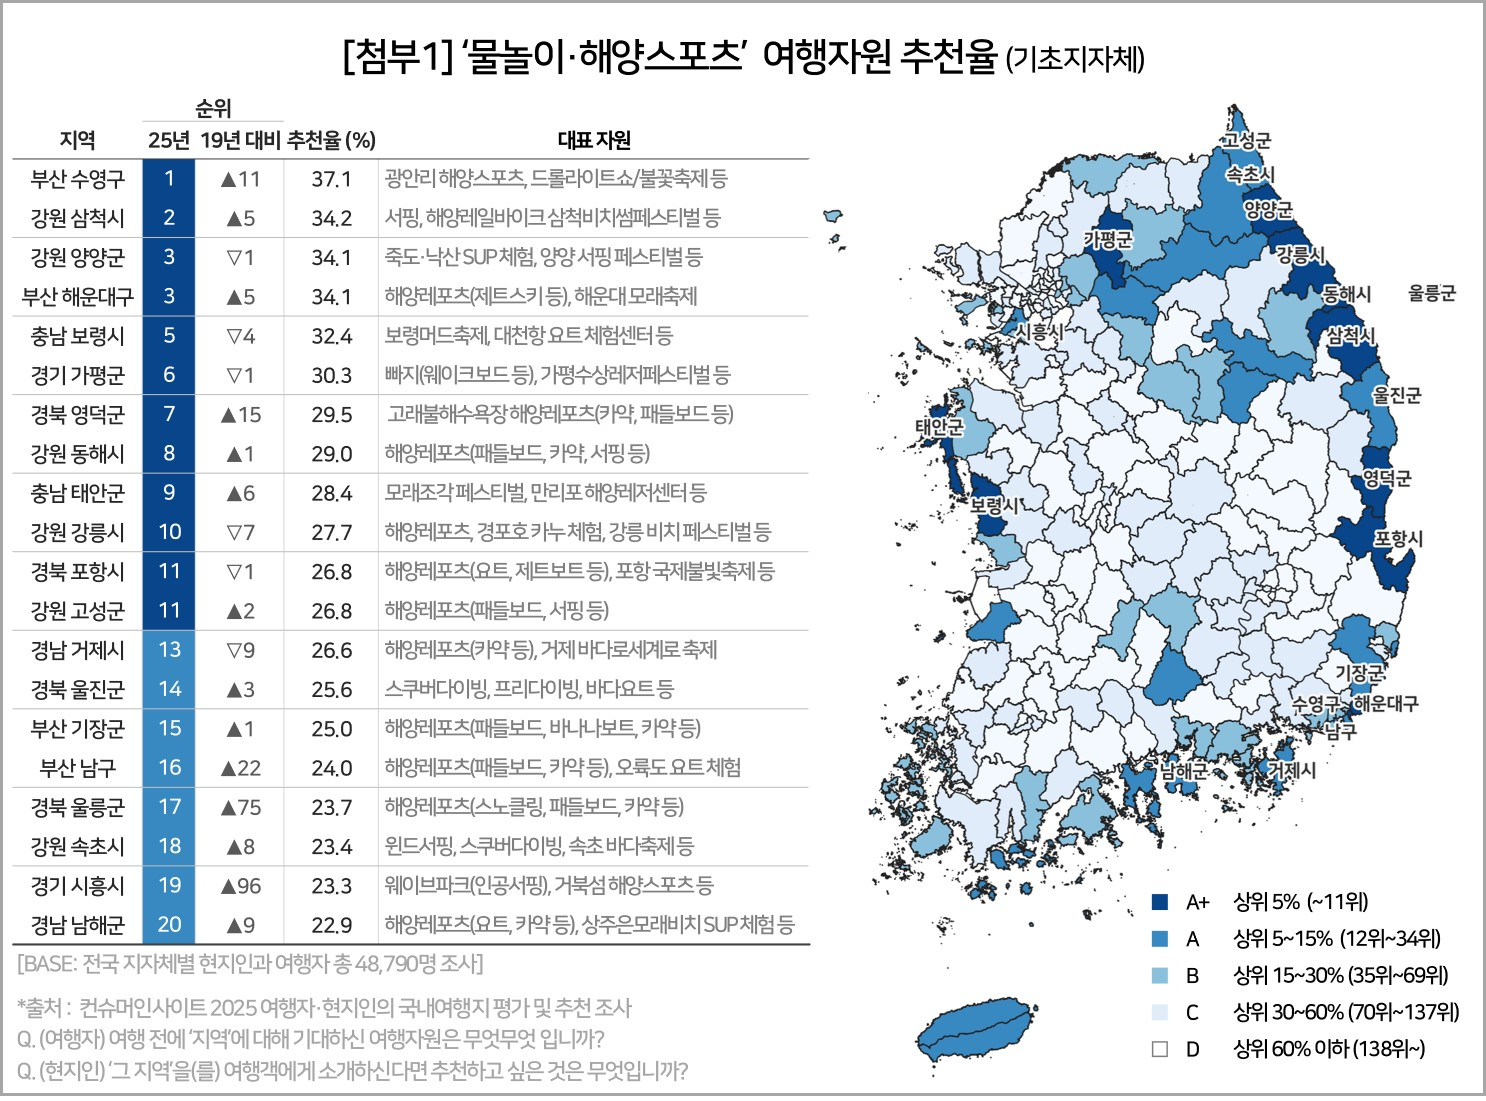 [첨부1] ‘물놀이·해양스포츠’ 여행자원 추천율 (기초지자체)
순위
지역 25년 19년 대비 추천율 (%) 대표 자원
부산 수영구 1 ▲11 37.1 광안리 해양스포츠, 드롤라이트쇼/불꽃축제 등
강원 삼척시 2 ▲5 34.2 서핑, 해양레일바이크 삼척비치썸페스티벌 등
강원 양양군 3 ▽1 34.1 죽도·낙산 SUP 체험, 양양 서핑 페스티벌 등
부산 해운대구 3 ▲5 34.1 해양레포츠(제트스키 등), 해운대 모래축제
충남 보령시 5 ▽4 32.4 보령머드축제, 대천항 요트 체험센터 등
경기 가평군 6 ▽1 30.3 빠지(웨이크보드 등), 가평수상레저페스티벌 등
경북 영덕군 7 ▲15 29.5 고래불해수욕장 해양레포츠(카약, 패들보드 등)
강원 동해시 8 ▲1 29.0 해양레포츠(패들보드, 카약, 서핑 등)
충남 태안군 9 ▲6 28.4 모래조각 페스티벌, 만리포 해양레저센터 등
강원 강릉시 10 ▽7 27.7 해양레포츠, 경포호 카누 체험, 강릉 비치 페스티벌 등
경북 포항시 11 ▽1 26.8 해양레포츠(요트, 제트보트 등), 포항 국제불빛축제 등
강원 고성군 11 ▲2 26.8 해양레포츠(패들보드, 서핑 등)
경남 거제시 13 ▽9 26.6 해양레포츠(카약 등), 거제 바다로세계로 축제
경북 울진군 14 ▲3 25.6 스쿠버다이빙, 프리다이빙, 바다요트 등
부산 기장군 15 ▲1 25.0 해양레포츠(패들보드, 바나나보트, 카약 등)
부산 남구 16 ▲22 24.0 해양레포츠(패들보드, 카약 등), 오륙도 요트 체험
경북 울릉군 17 ▲75 23.7 해양레포츠(스노클링, 패들보드, 카약 등)
강원 속초시 18 ▲8 23.4 윈드서핑, 스쿠버다이빙, 속초 바다축제 등
경기 시흥시 19 ▲96 23.3 웨이브파크(인공서핑), 거북섬 해양스포츠 등
경남 남해군 20 ▲9 22.9 해양레포츠(요트, 카약 등), 상주은모래비치 SUP 체험 등
[BASE: 전국 지자체별 현지인과 여행자 총 48,790명 조사]
*출처 : 컨슈머인사이트 2025 여행자·현지인의 국내여행지 평가 및 추천 조사
Q. (여행자) 여행 전에 ‘지역’에 대해 기대하신 여행자원은 무엇무엇 입니까?
Q. (현지인) ‘그 지역’을(를) 여행객에게 소개하신다면 추천하고 싶은 것은 무엇입니까?
고성군
속초시
양양군
가평군
강릉시
동해시
울릉군
시흥시
삼척시
울진군
태안군
영덕군
보령시
포항시
기장군
수영구
해운대구
남구
남해군
거제시
A+ 상위 5% (~11위)
A 상위 5~15% (12위~34위)
B 상위 15~30% (35위~69위)
C 상위 30~60% (70위~137위)
D 상위 60% 이하 (138위~)